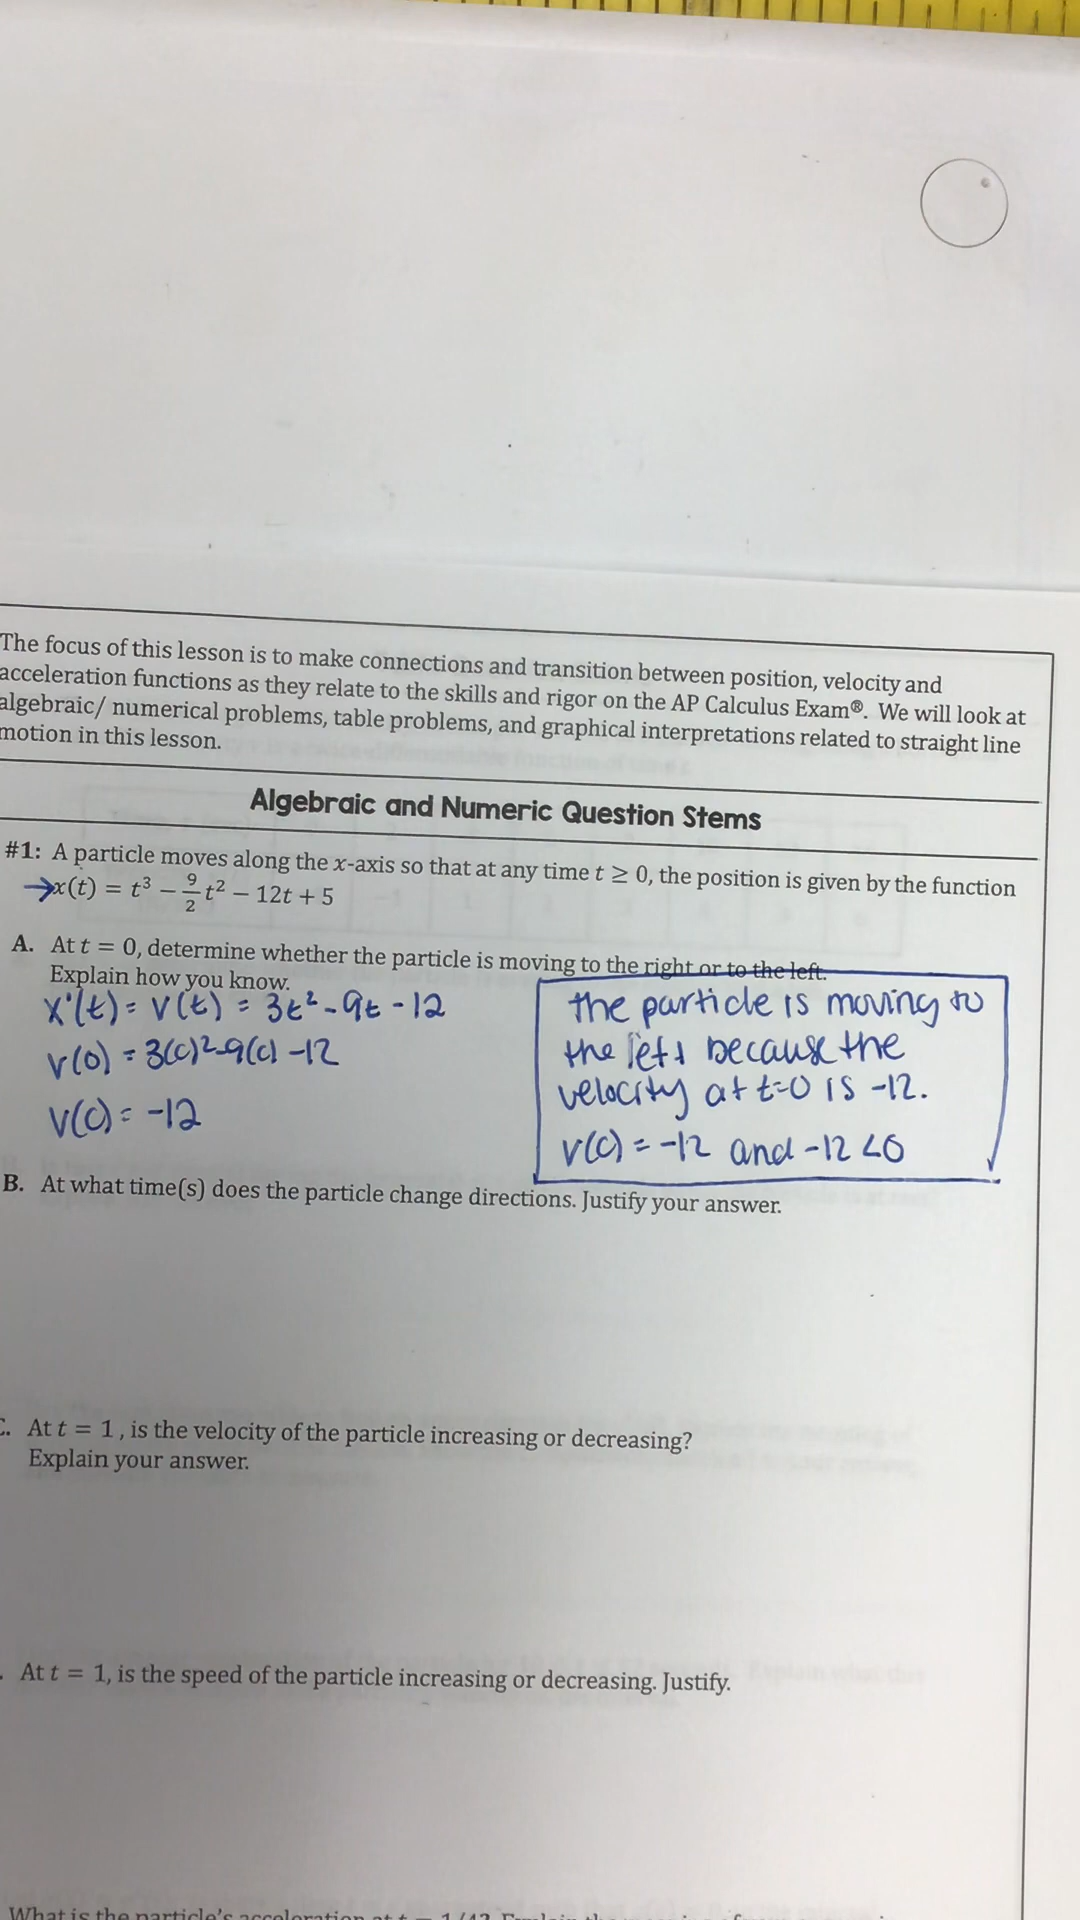 The focus of this lesson is to make connections and transition between position, velocity and
acceleration functions as they relate to the skills and rigor on the AP Calculus Exam®. We will look at
algebraic/ numerical problems, table problems, and graphical interpretations related to straight line
motion in this lesson.
Algebraic and Numeric Question Stems
#1: A particle moves along the x-axis so that at any time t ≥ 0, the position is given by the function
→x(t) = t³ − 9/2 t² − 12t + 5
A. At t = 0, determine whether the particle is moving to the right or to the left.
Explain how you know.
x'(t) = v(t) = 3t² - 9t - 12
v(0) = 3(0)² - 9(0) - 12
v(0) = -12
the particle is moving to
the left because the
velocity at t=0 is -12.
v(0) = -12 and -12 < 0
B. At what time(s) does the particle change directions. Justify your answer.
C. At t = 1, is the velocity of the particle increasing or decreasing?
Explain your answer.
At t = 1, is the speed of the particle increasing or decreasing. Justify.
What is the particle's acceleration at t